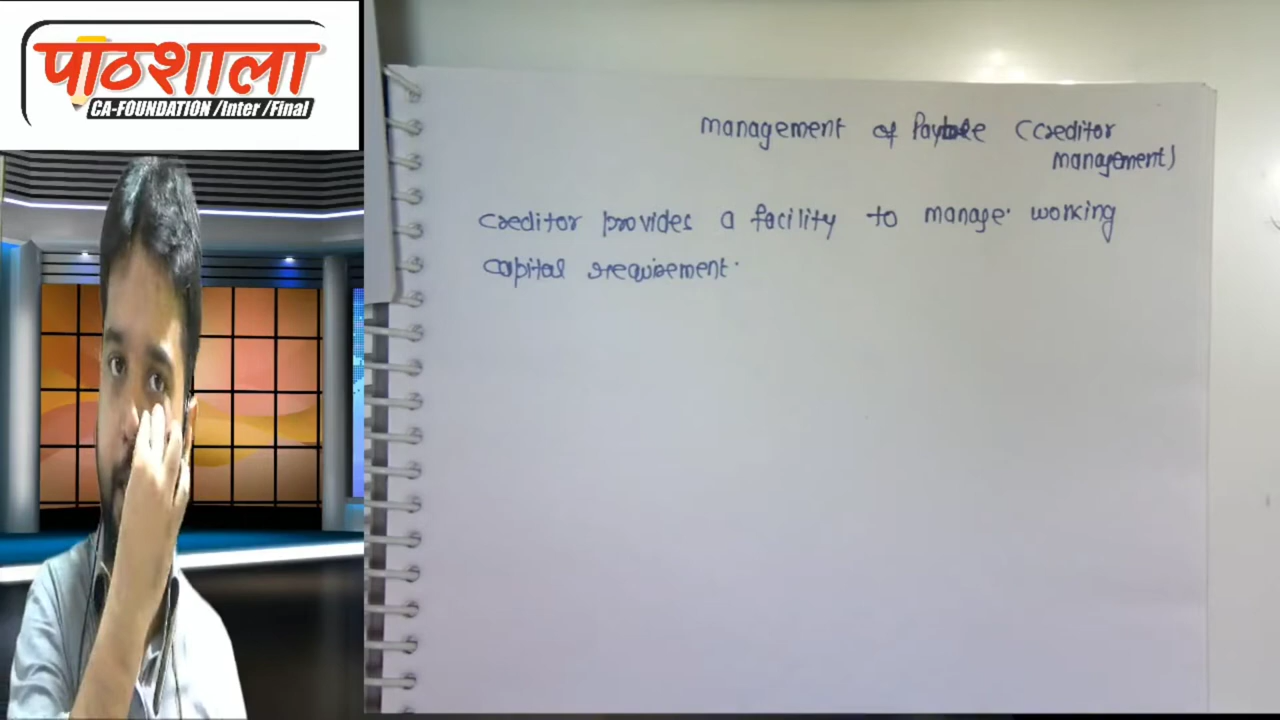 पाठशाला
CA-FOUNDATION /Inter /Final
management of Payable (creditor
management)
creditor provides a facility to manage working
capital requirement.